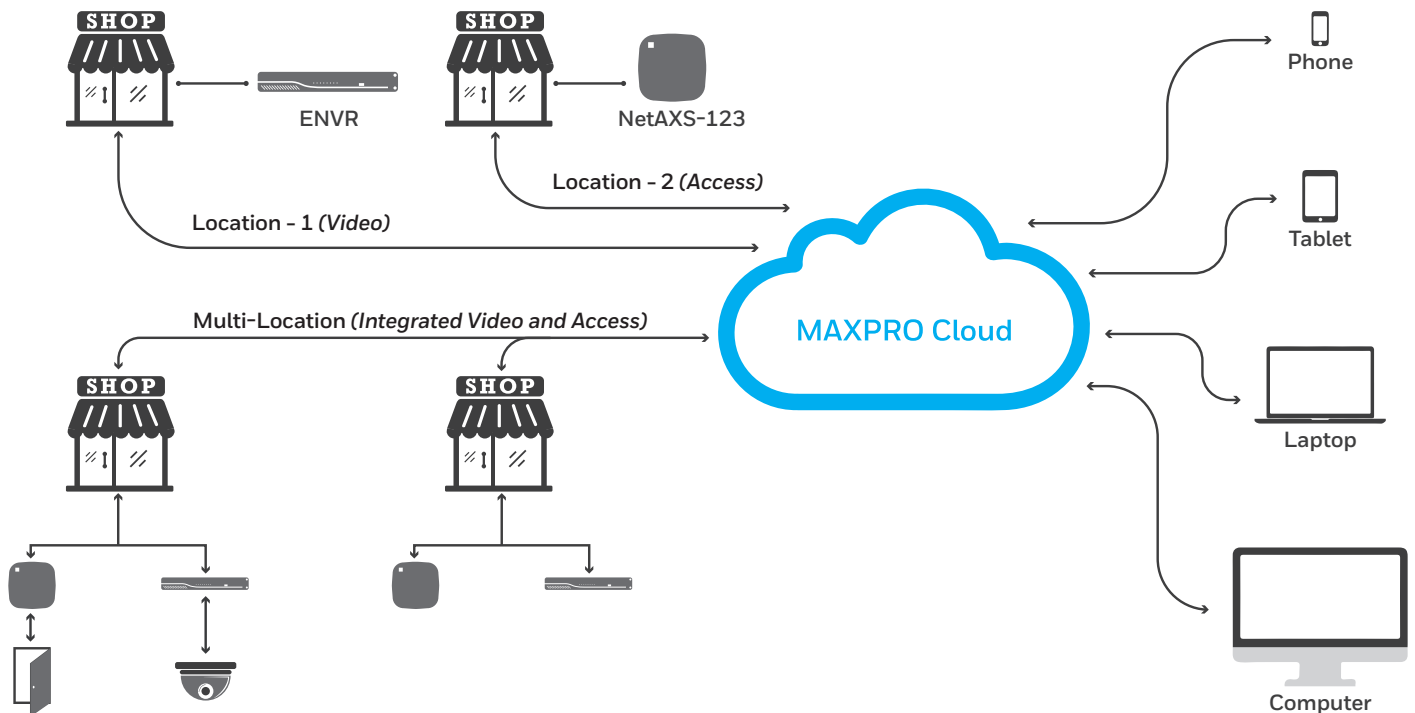 SHOP
SHOP
ENVR
NetAXS-123
Phone
Location - 2 (Access)
Location - 1 (Video)
Tablet
Multi-Location (Integrated Video and Access)
MAXPRO Cloud
SHOP
SHOP
Laptop
Computer